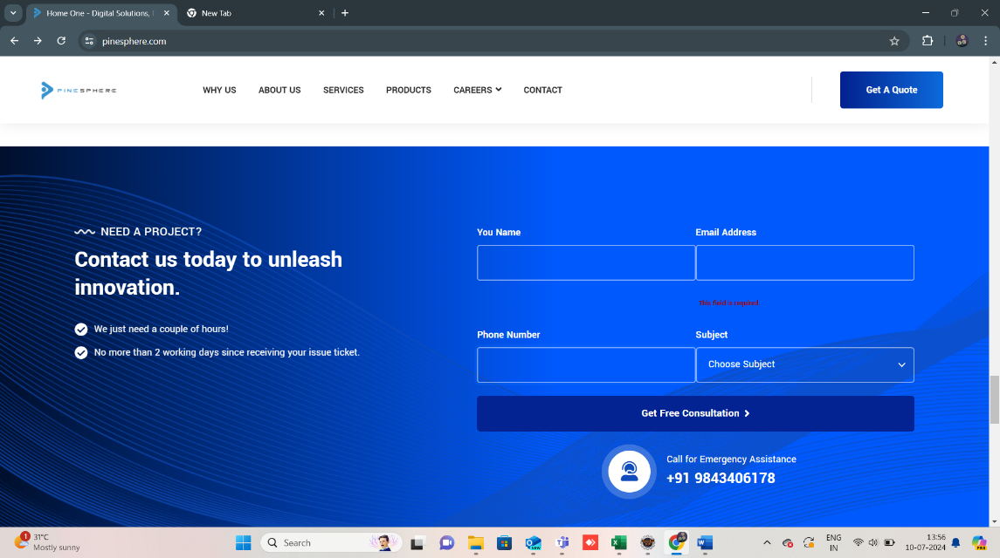 Home One - Digital Solutions,
New Tab
pinesphere.com
PINESPHERE
WHY US
ABOUT US
SERVICES
PRODUCTS
CAREERS
CONTACT
Get A Quote
NEED A PROJECT?
Contact us today to unleash
innovation.
We just need a couple of hours!
No more than 2 working days since receiving your issue ticket.
You Name
Email Address
This field is required
Phone Number
Subject
Choose Subject
Get Free Consultation
Call for Emergency Assistance
+91 9843406178
1
31°C
Mostly sunny
Search
NEW
ENG
IN
13:56
10-07-2024
PRE